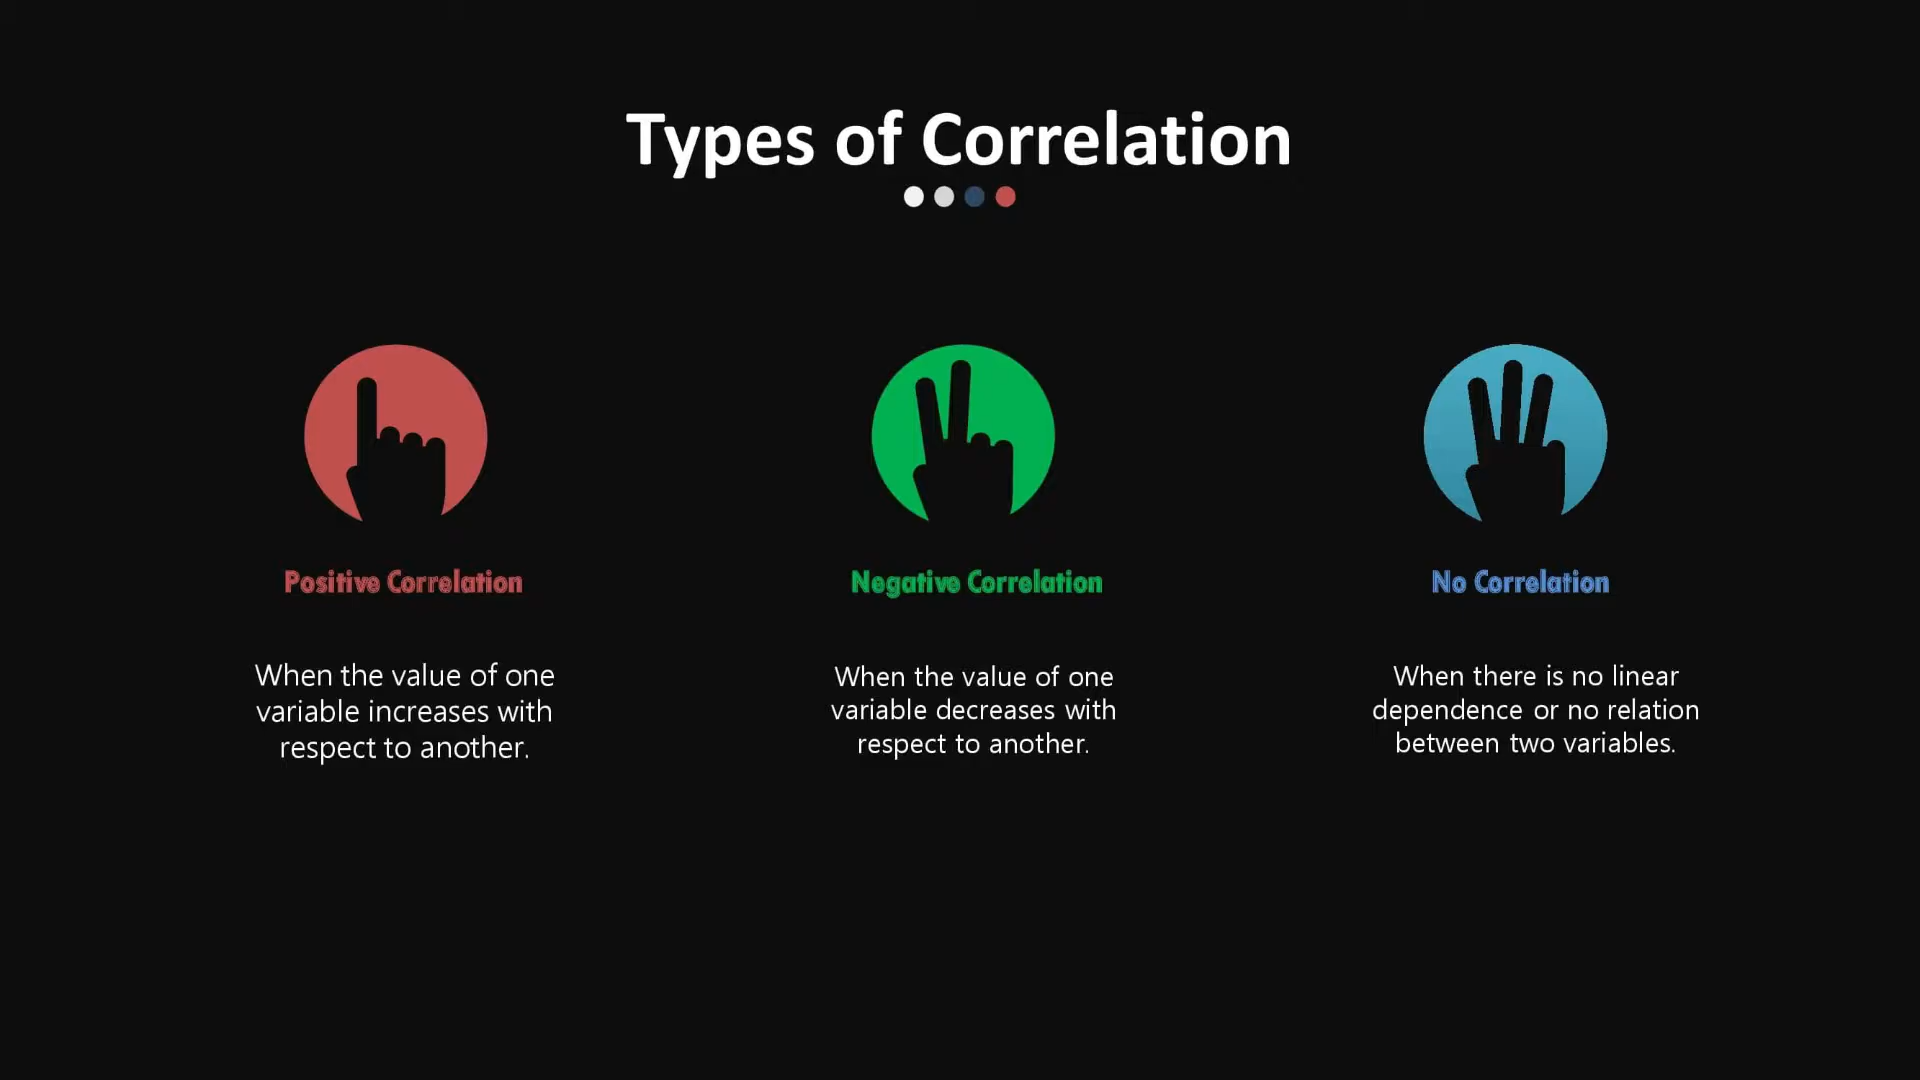 Types of Correlation
Positive Correlation
When the value of one
variable increases with
respect to another.
Negative Correlation
When the value of one
variable decreases with
respect to another.
No Correlation
When there is no linear
dependence or no relation
between two variables.